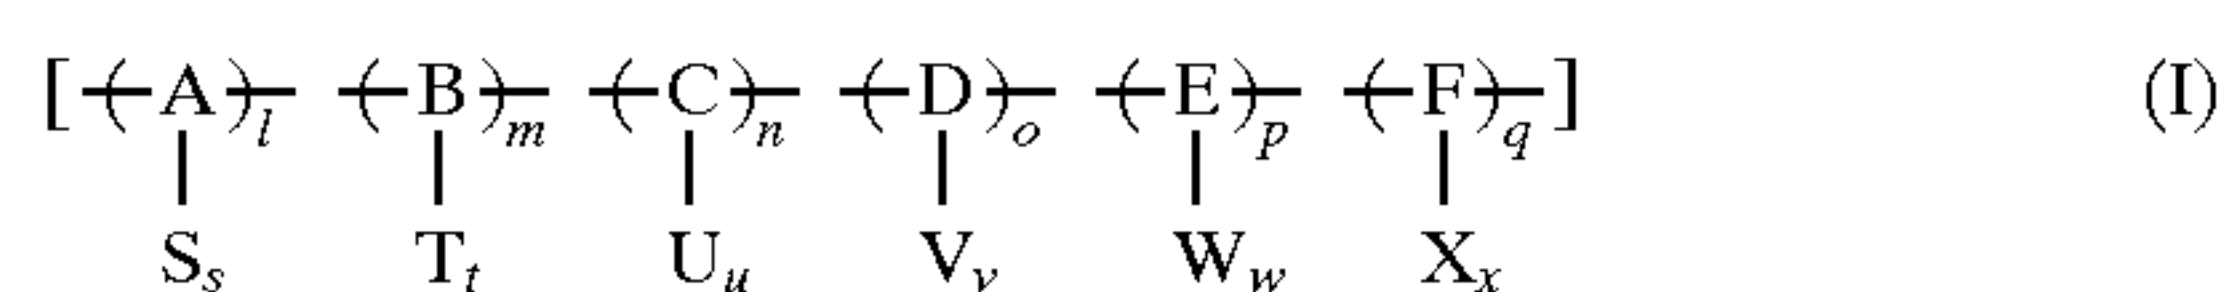 [ (A)l (B)m (C)n (D)o (E)p (F)q ] (I)
Ss Tt Uu Vv Ww Xx